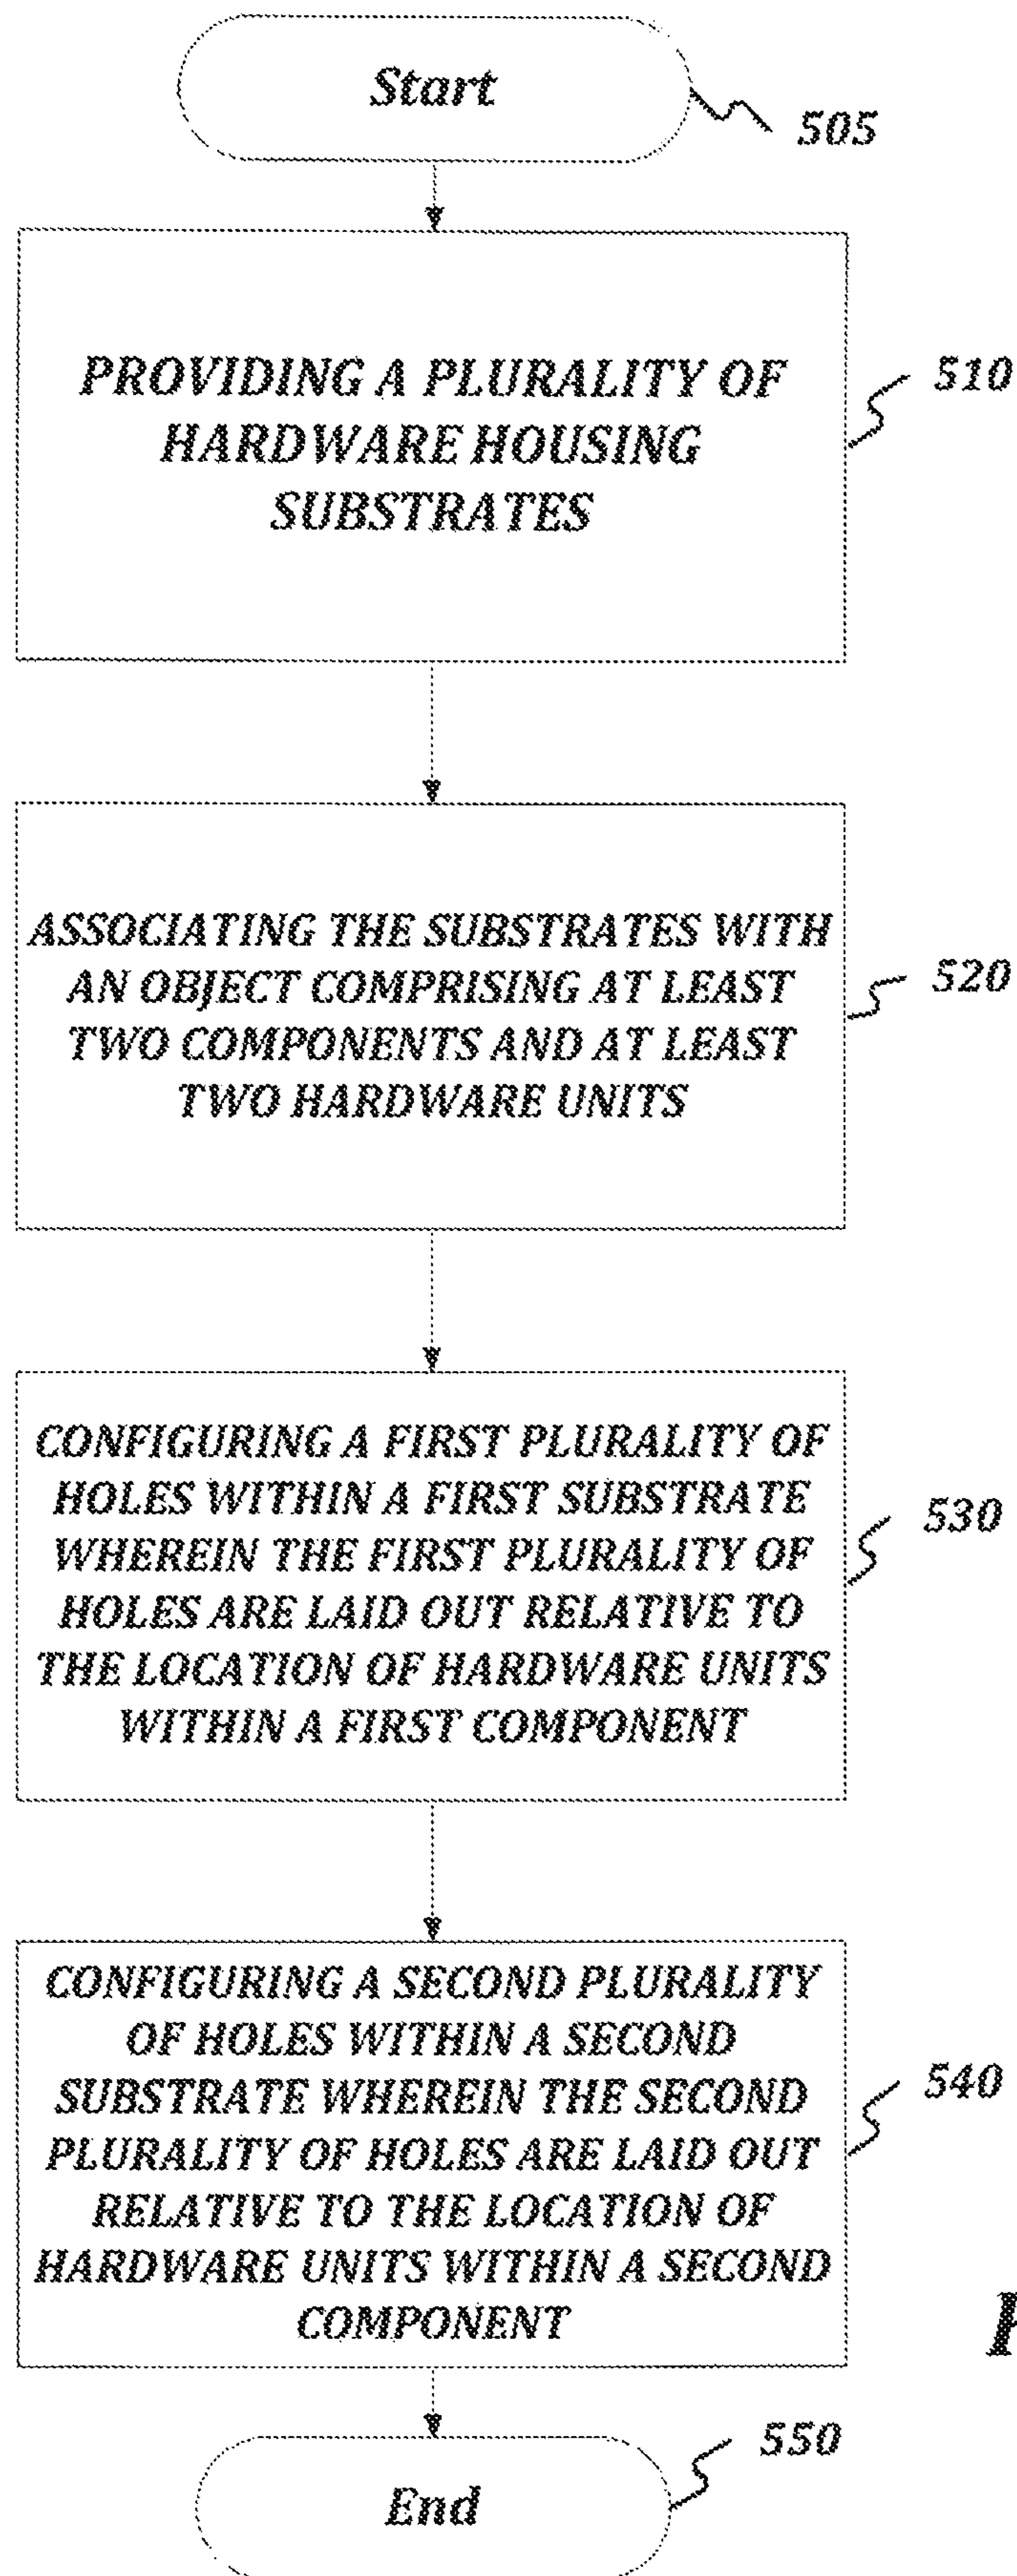 Start
505
PROVIDING A PLURALITY OF
HARDWARE HOUSING
SUBSTRATES
510
ASSOCIATING THE SUBSTRATES WITH
AN OBJECT COMPRISING AT LEAST
TWO COMPONENTS AND AT LEAST
TWO HARDWARE UNITS
520
CONFIGURING A FIRST PLURALITY OF
HOLES WITHIN A FIRST SUBSTRATE
WHEREIN THE FIRST PLURALITY OF
HOLES ARE LAID OUT RELATIVE TO
THE LOCATION OF HARDWARE UNITS
WITHIN A FIRST COMPONENT
530
CONFIGURING A SECOND PLURALITY
OF HOLES WITHIN A SECOND
SUBSTRATE WHEREIN THE SECOND
PLURALITY OF HOLES ARE LAID OUT
RELATIVE TO THE LOCATION OF
HARDWARE UNITS WITHIN A SECOND
COMPONENT
540
End
550